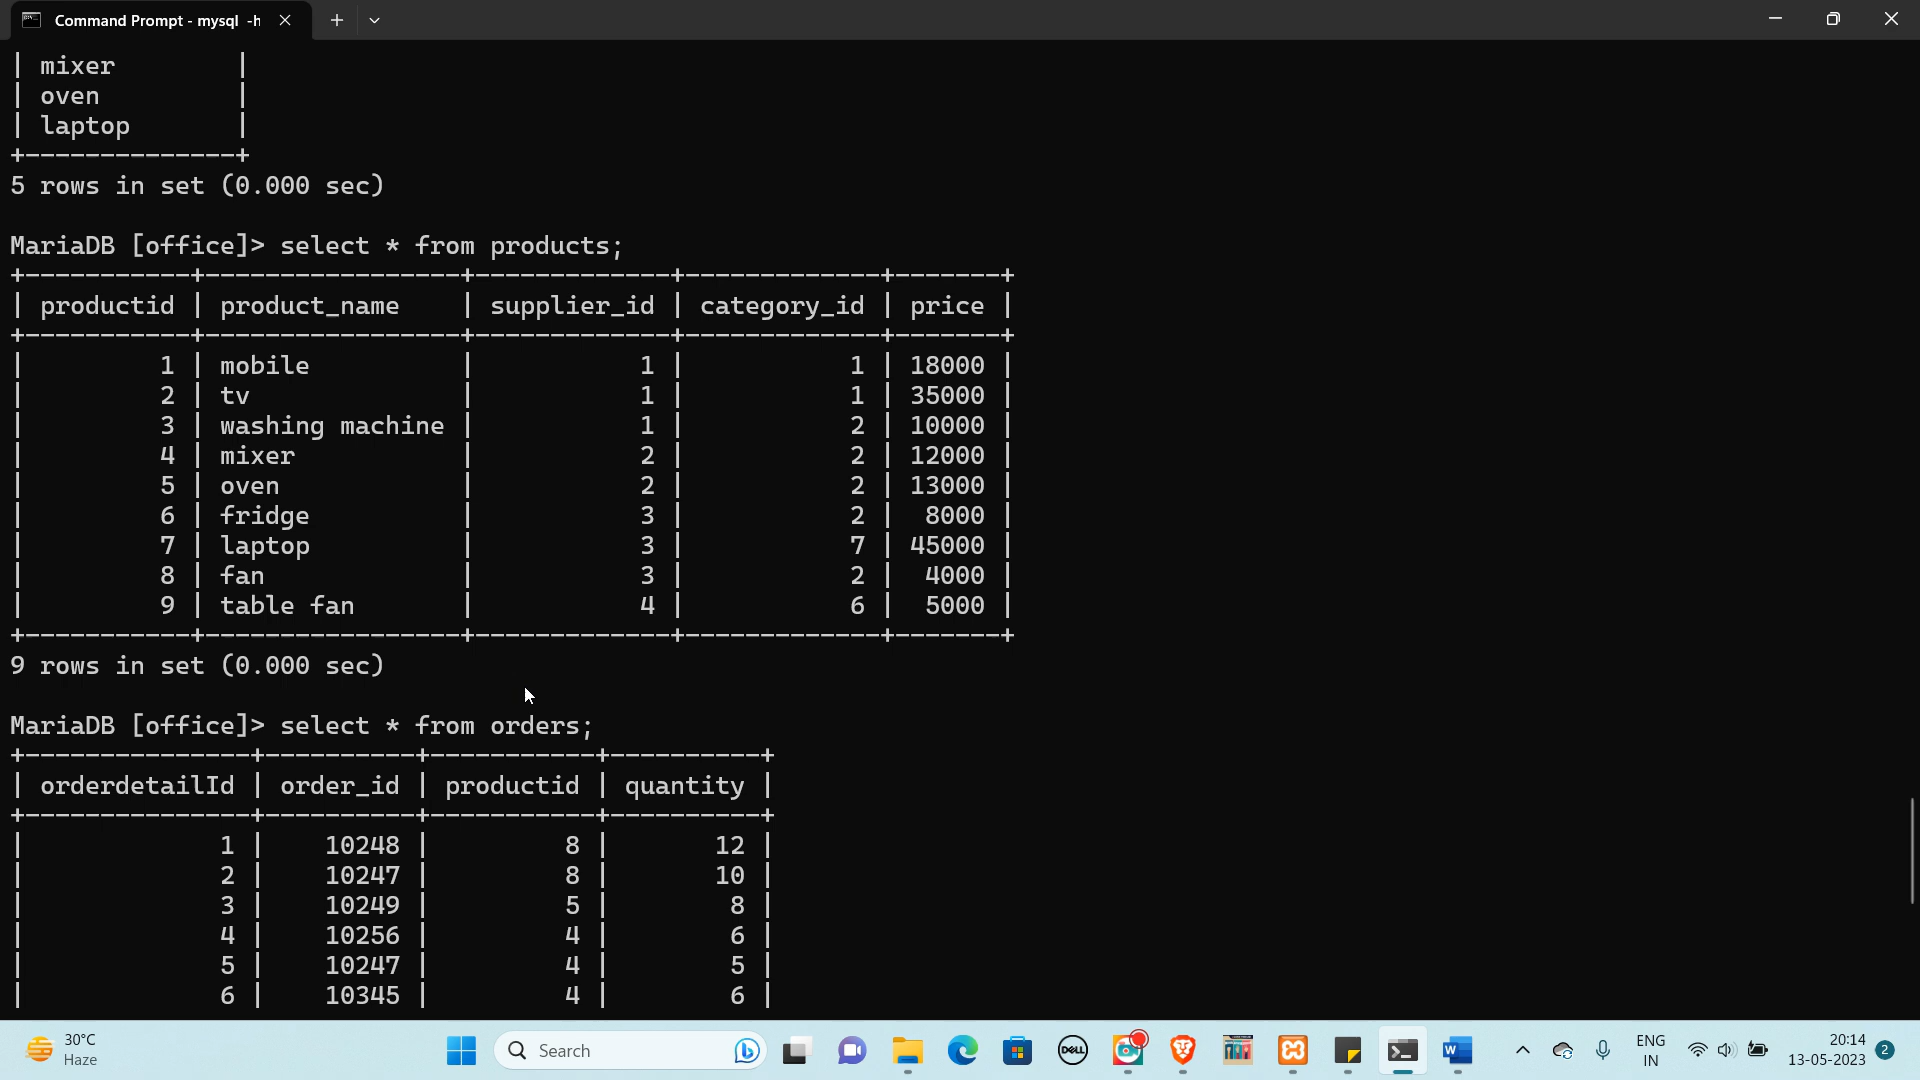 Command Prompt - mysql -h
| mixer |
| oven |
| laptop |
+--------------+
5 rows in set (0.000 sec)
MariaDB [office]> select * from products;
+-----------+-----------------+-------------+-------------+-------+
| productid | product_name | supplier_id | category_id | price |
+-----------+-----------------+-------------+-------------+-------+
| 1 | mobile | 1 | 1 | 18000 |
| 2 | tv | 1 | 1 | 35000 |
| 3 | washing machine | 1 | 2 | 10000 |
| 4 | mixer | 2 | 2 | 12000 |
| 5 | oven | 2 | 2 | 13000 |
| 6 | fridge | 3 | 2 | 8000 |
| 7 | laptop | 3 | 7 | 45000 |
| 8 | fan | 3 | 2 | 4000 |
| 9 | table fan | 4 | 6 | 5000 |
+-----------+-----------------+-------------+-------------+-------+
9 rows in set (0.000 sec)
MariaDB [office]> select * from orders;
+---------------+----------+-----------+----------+
| orderdetailId | order_id | productid | quantity |
+---------------+----------+-----------+----------+
| 1 | 10248 | 8 | 12 |
| 2 | 10247 | 8 | 10 |
| 3 | 10249 | 5 | 8 |
| 4 | 10256 | 4 | 6 |
| 5 | 10247 | 4 | 5 |
| 6 | 10345 | 4 | 6 |
30°C
Haze
Search
DELL
ENG
IN
20:14
13-05-2023
2